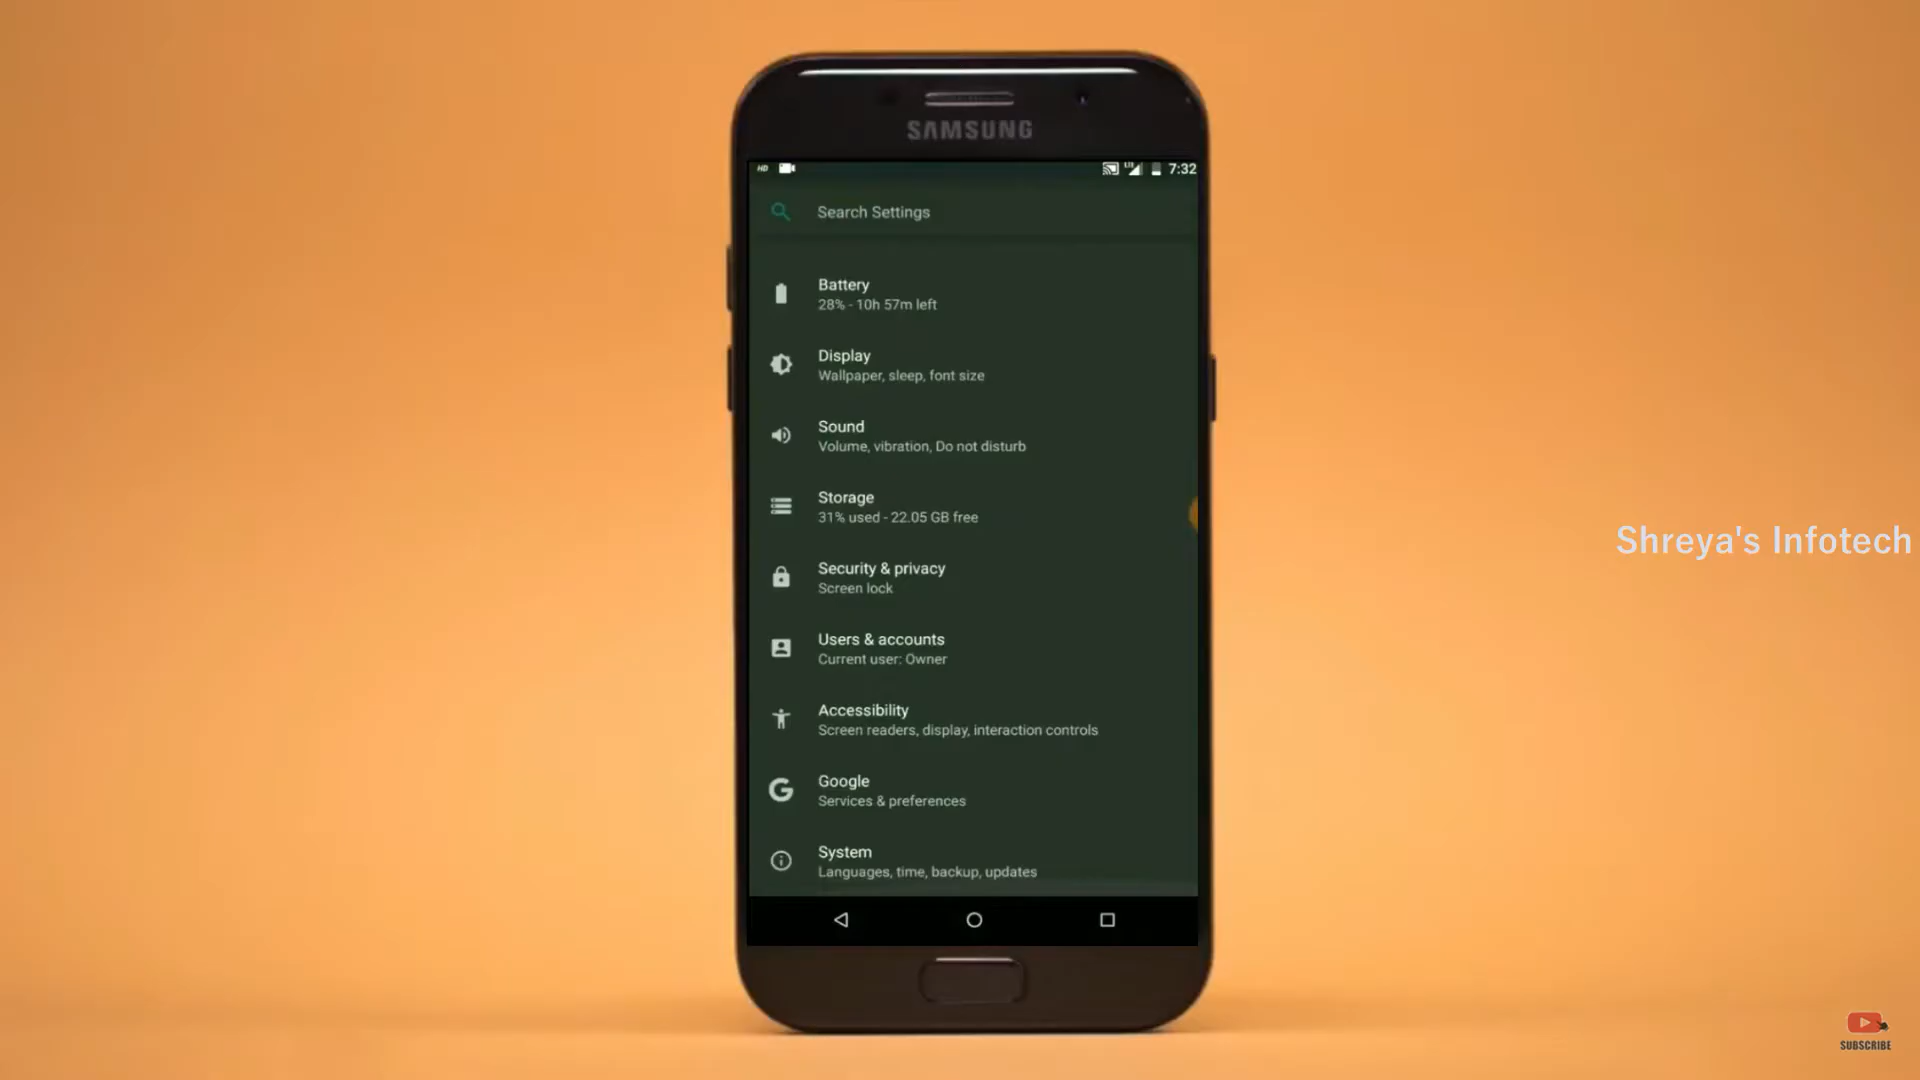 SAMSUNG
HD
LTE
7:32
Search Settings
Battery
28% - 10h 57m left
Display
Wallpaper, sleep, font size
Sound
Volume, vibration, Do not disturb
Storage
31% used - 22.05 GB free
Security & privacy
Screen lock
Users & accounts
Current user: Owner
Accessibility
Screen readers, display, interaction controls
Google
Services & preferences
System
Languages, time, backup, updates
Shreya's Infotech
SUBSCRIBE